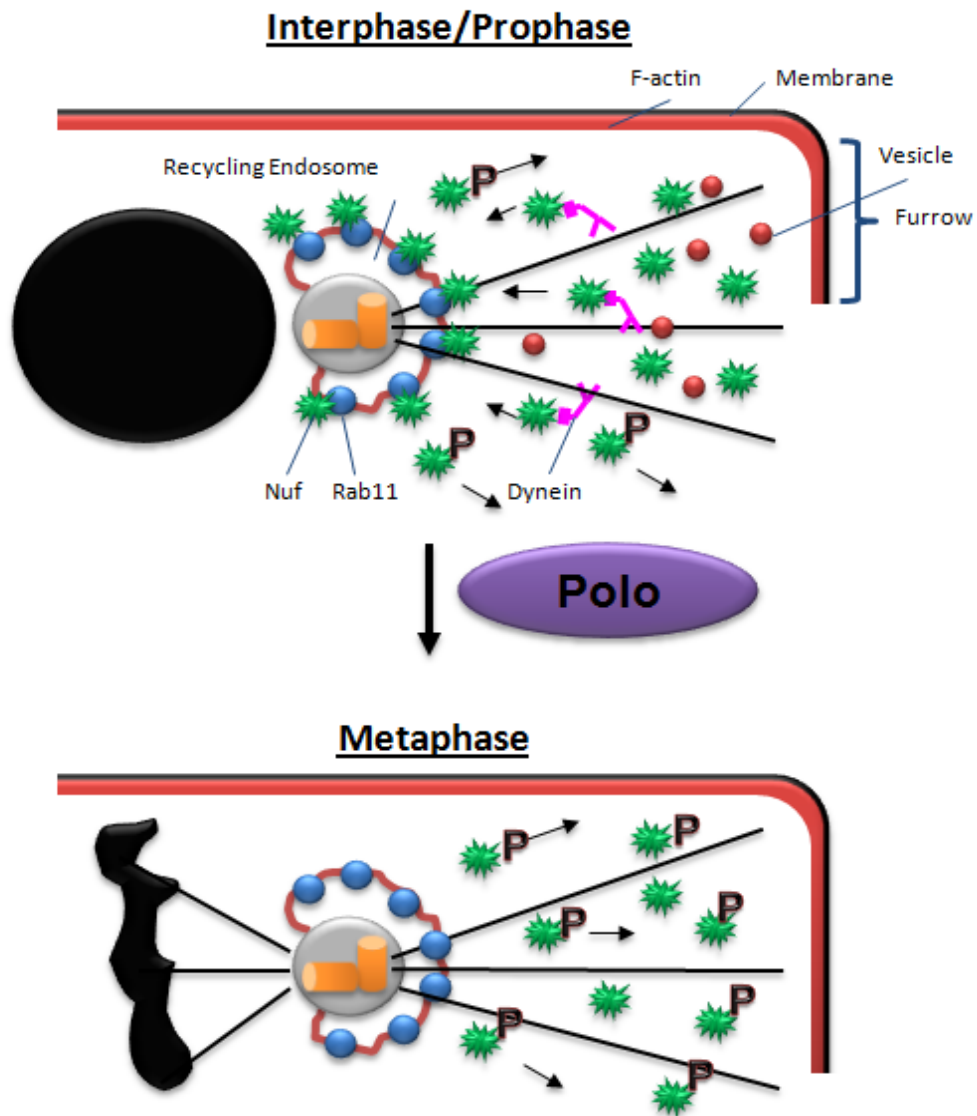 Interphase/Prophase
F-actin
Membrane
Recycling Endosome
Vesicle
P
Furrow
P
P
Nuf
Rab11
Dynein
Polo
Metaphase
P
P
P
P
P
P
P